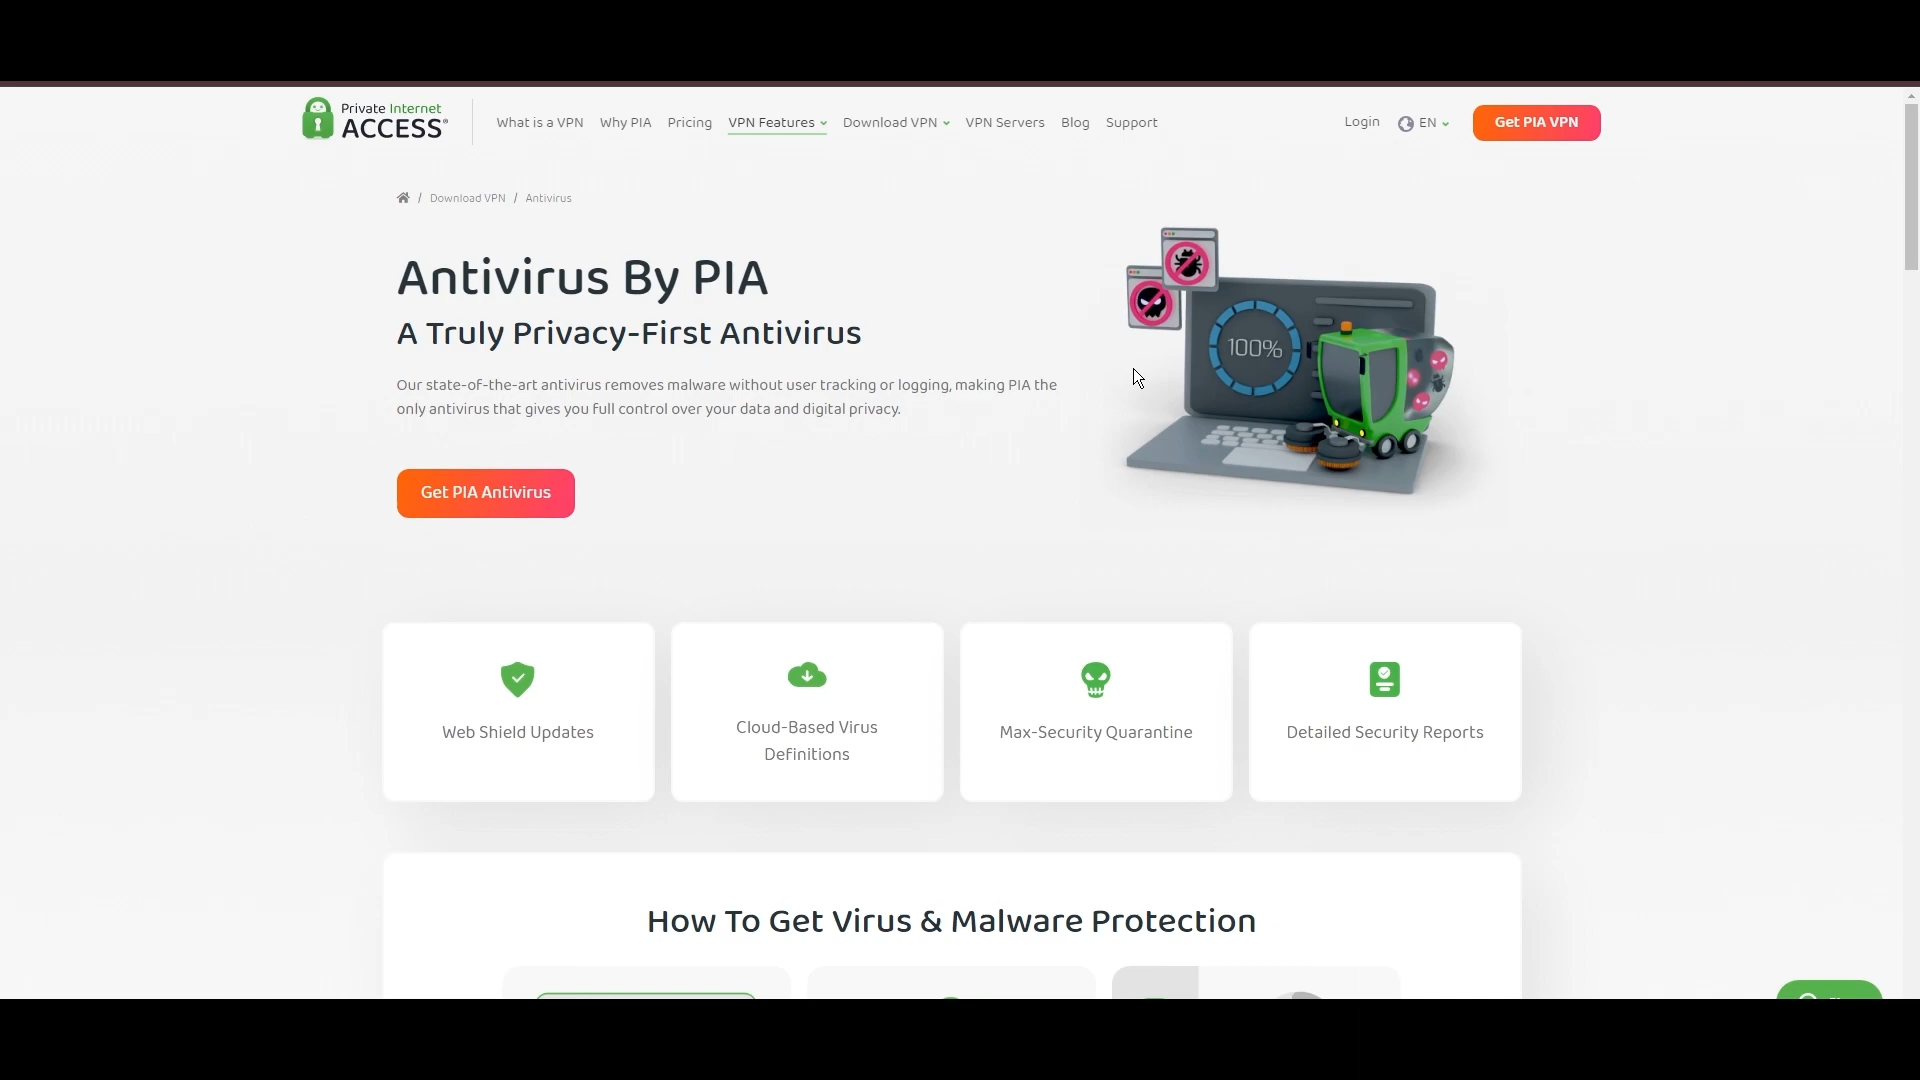 Private Internet
ACCESS®
What is a VPN
Why PIA
Pricing
VPN Features
Download VPN
VPN Servers
Blog
Support
Login
EN
Get PIA VPN
/ Download VPN / Antivirus
Antivirus By PIA
A Truly Privacy-First Antivirus
Our state-of-the-art antivirus removes malware without user tracking or logging, making PIA the
only antivirus that gives you full control over your data and digital privacy.
Get PIA Antivirus
100%
Web Shield Updates
Cloud-Based Virus
Definitions
Max-Security Quarantine
Detailed Security Reports
How To Get Virus & Malware Protection